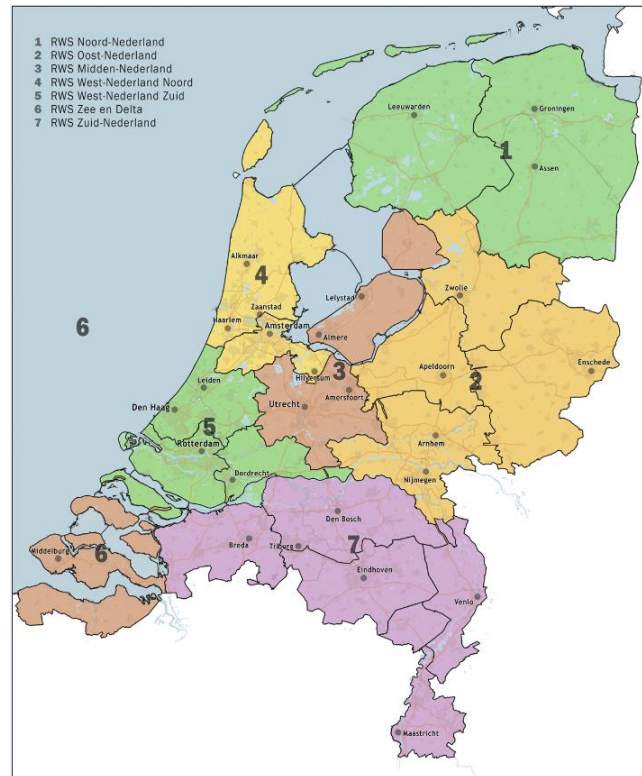 1 RWS Noord-Nederland
2 RWS Oost-Nederland
3 RWS Midden-Nederland
4 RWS West-Nederland Noord
5 RWS West-Nederland Zuid
6 RWS Zee en Delta
7 RWS Zuid-Nederland
Leeuwarden
Groningen
1
Assen
Alkmaar
4
Lelystad
Zwolle
Zaanstad
6
Haarlem
Amsterdam
Almere
Enschede
3
Hilversum
Apeldoorn
2
Leiden
Amersfoort
Den Haag
Utrecht
5
Rotterdam
Arnhem
Dordrecht
Nijmegen
Den Bosch
Breda
Tilburg
7
Middelburg
6
Eindhoven
Venlo
Maastricht